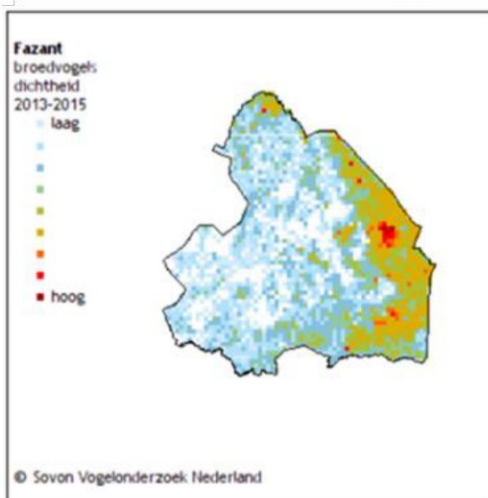 Fazant
broedvogels
dichtheid
2013-2015
laag
hoog
© Sovon Vogelonderzoek Nederland